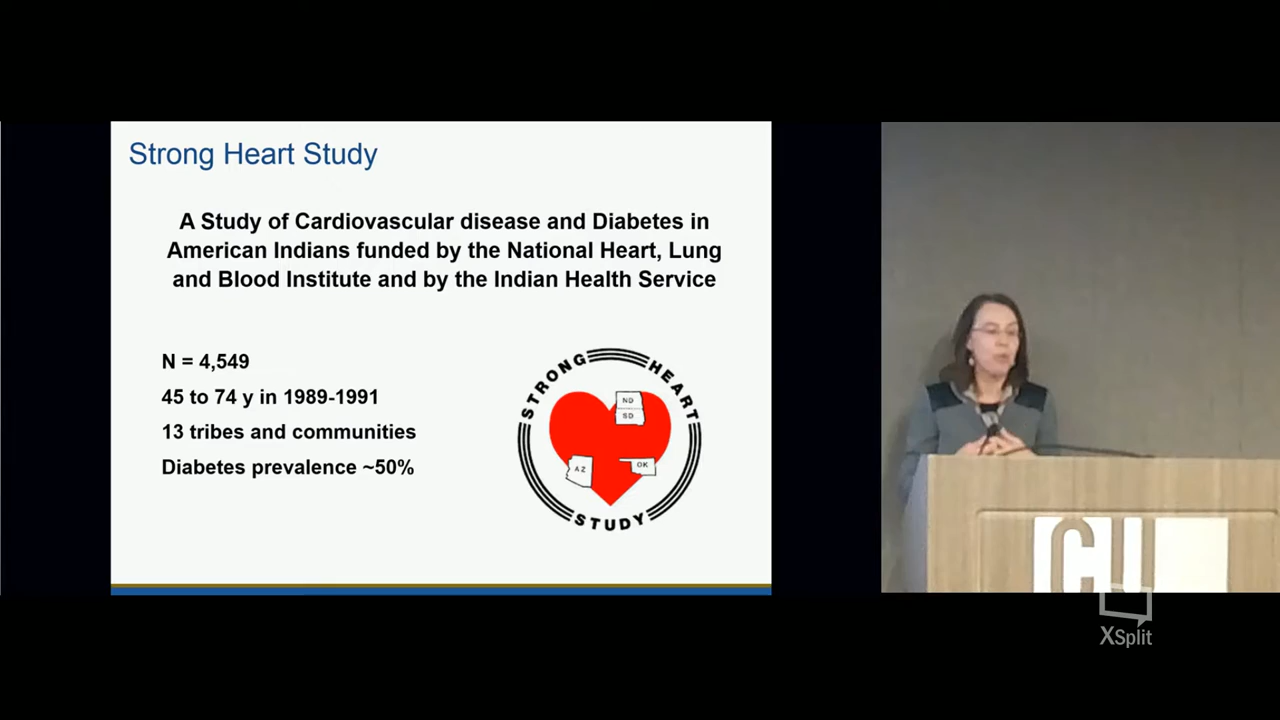 Strong Heart Study
A Study of Cardiovascular disease and Diabetes in
American Indians funded by the National Heart, Lung
and Blood Institute and by the Indian Health Service
N = 4,549
45 to 74 y in 1989-1991
13 tribes and communities
Diabetes prevalence ~50%
STRONG HEART
ND
SD
AZ
OK
STUDY
CU
XSplit